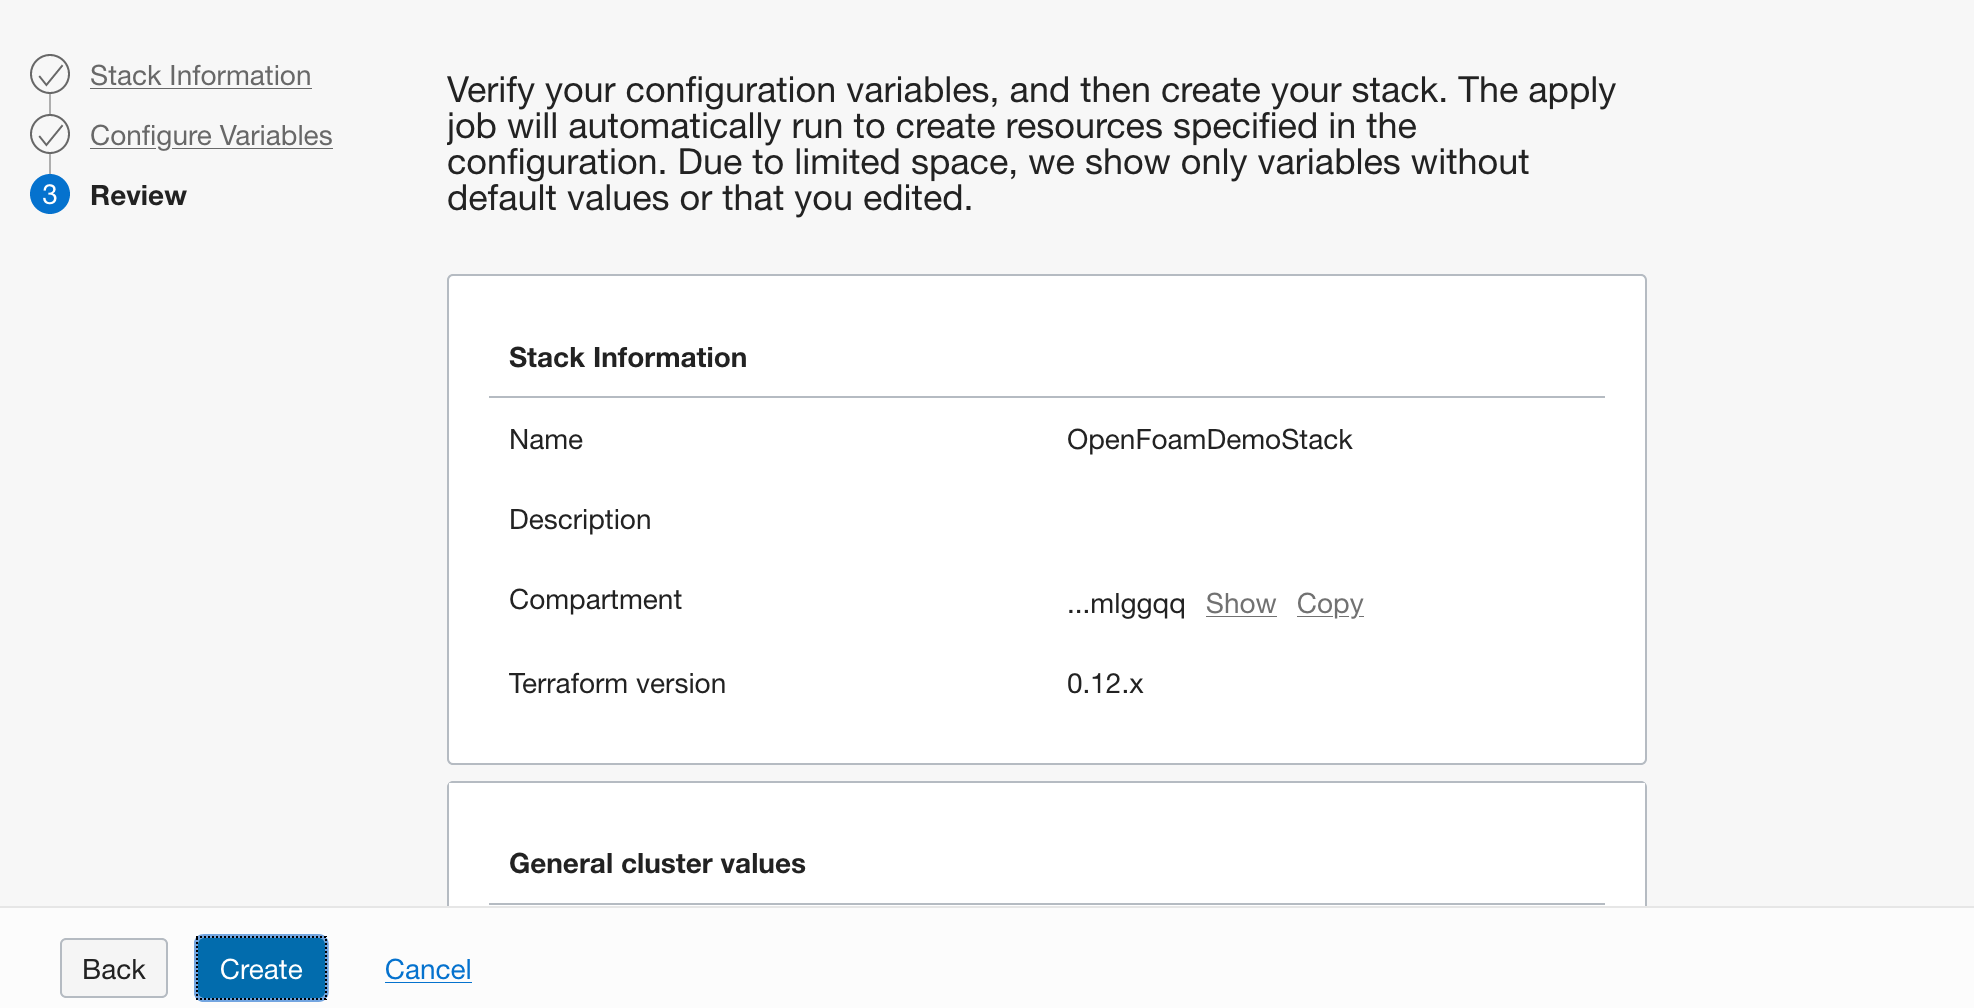 Stack Information
Configure Variables
3 Review
Verify your configuration variables, and then create your stack. The apply
job will automatically run to create resources specified in the
configuration. Due to limited space, we show only variables without
default values or that you edited.
Stack Information
Name OpenFoamDemoStack
Description
Compartment ...mlggqq Show Copy
Terraform version 0.12.x
General cluster values
Back Create Cancel